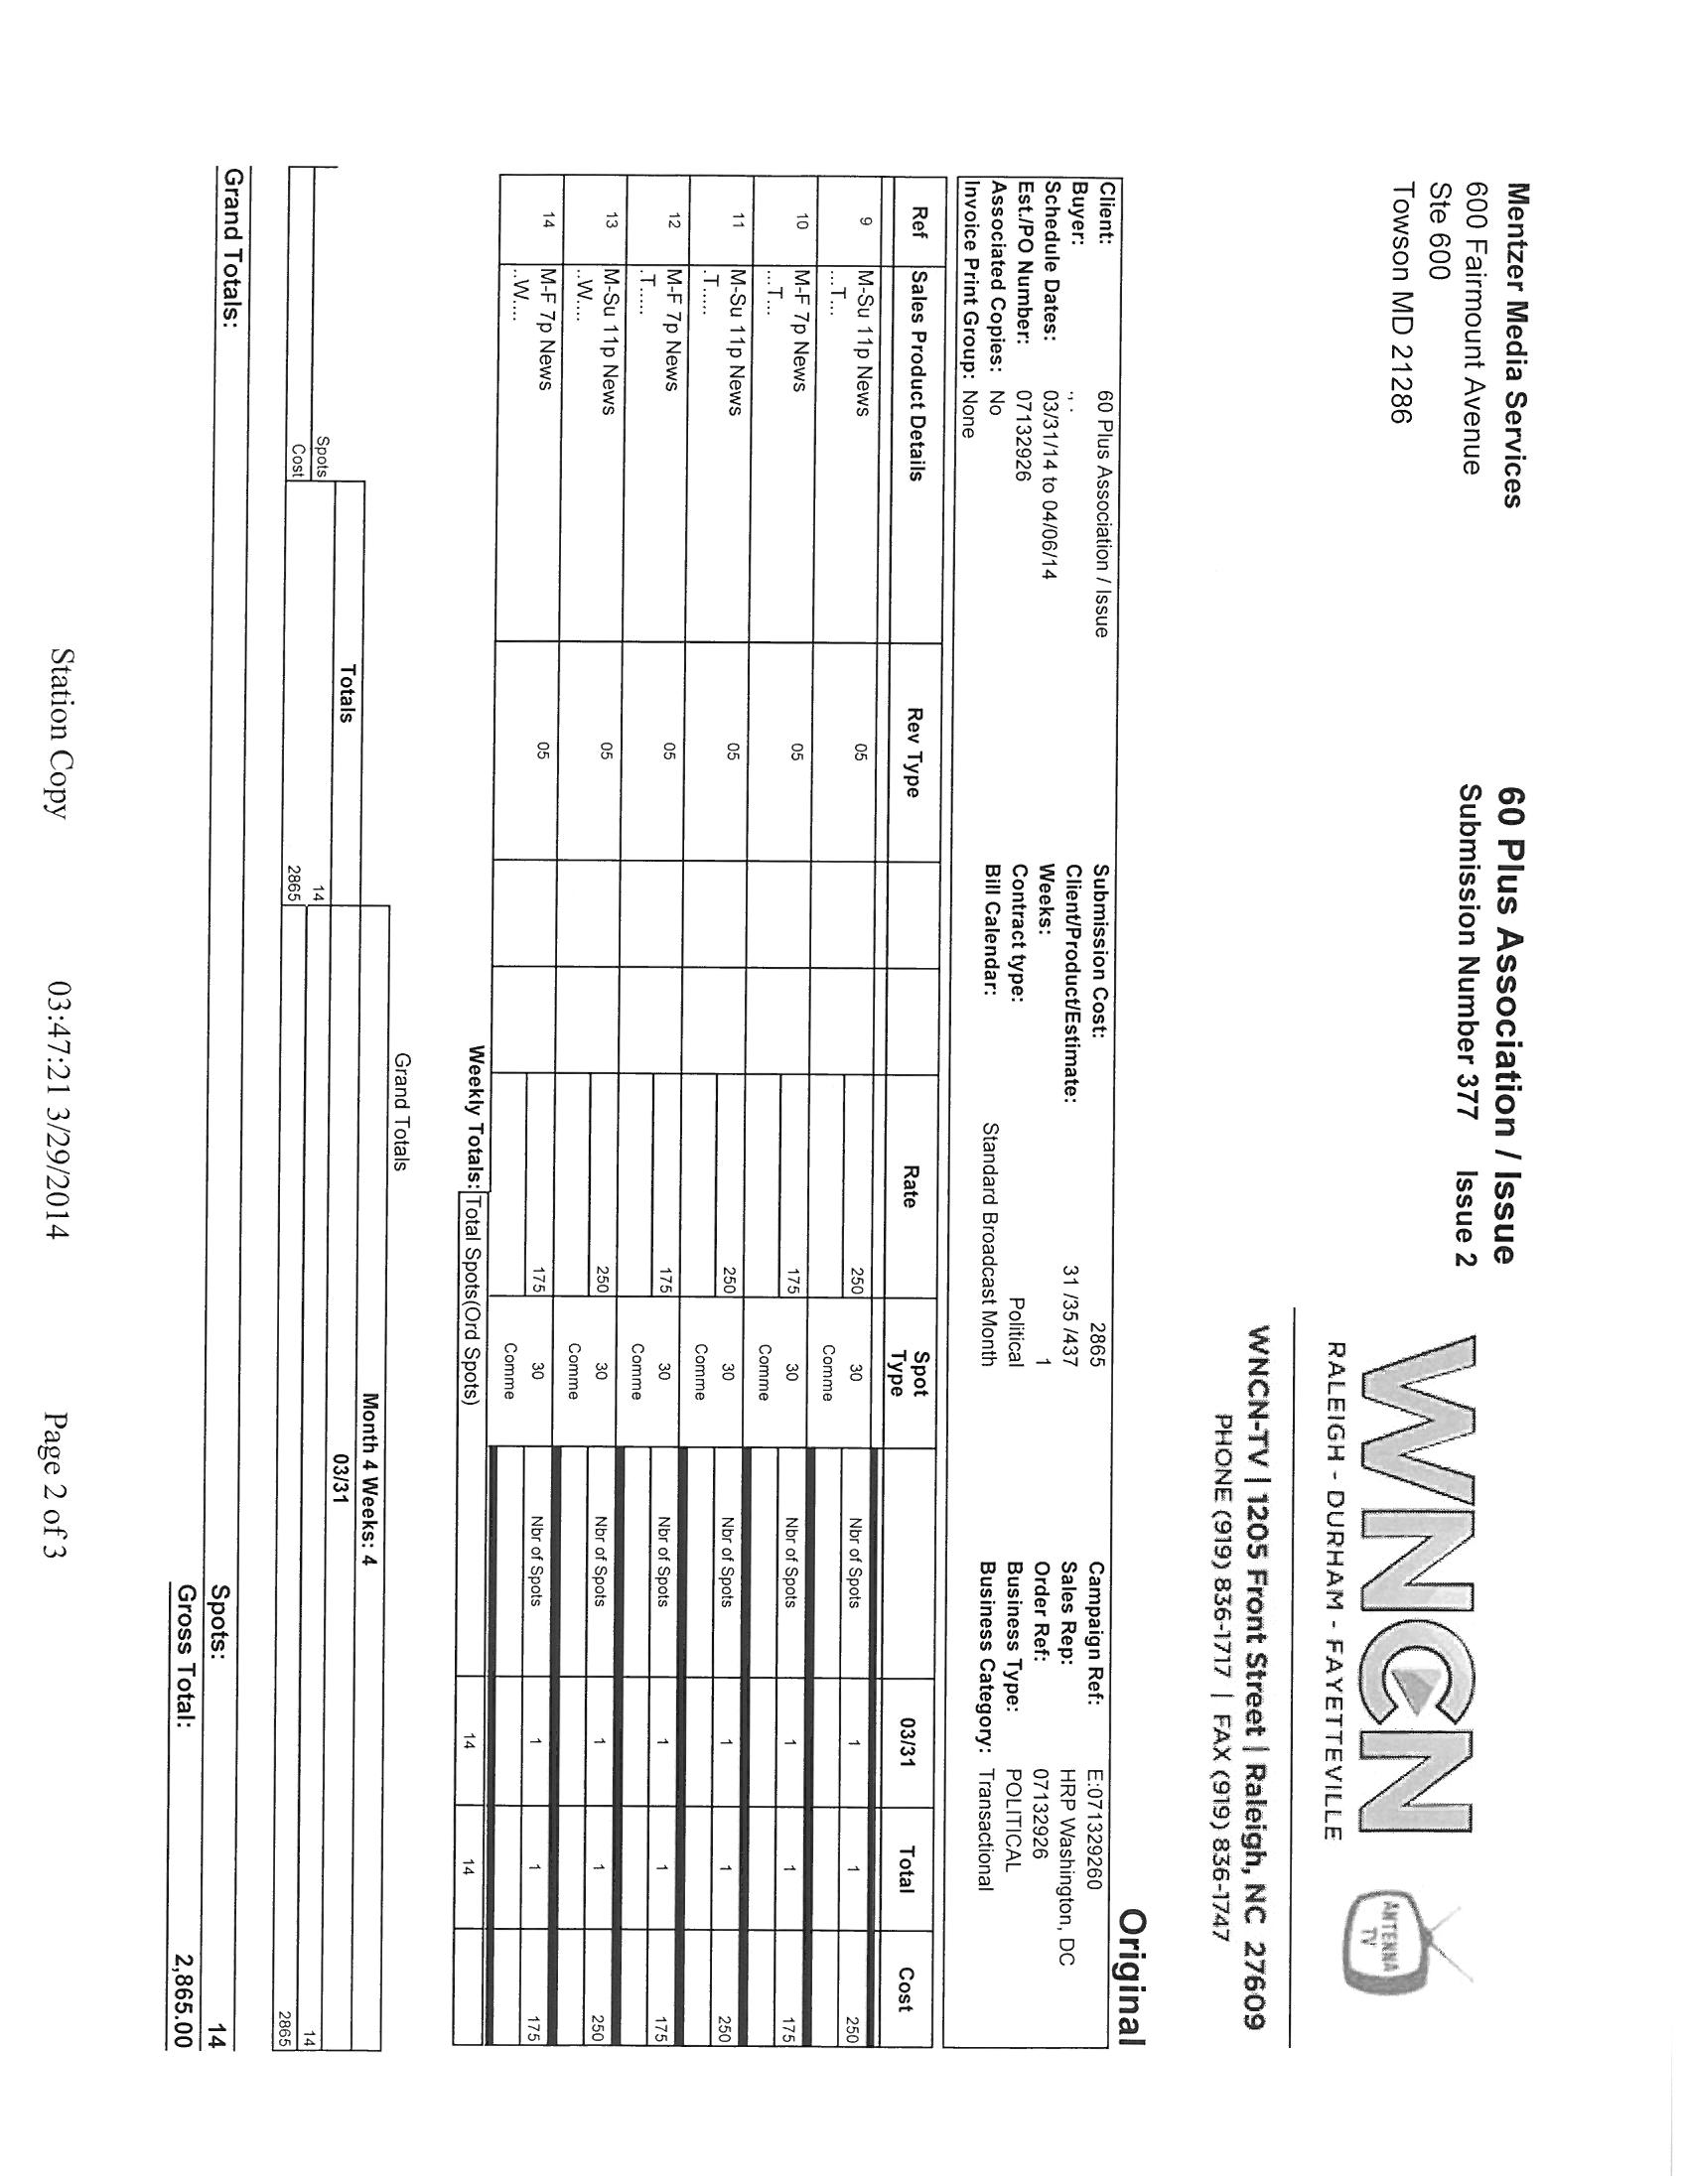 Mentzer Media Services
600 Fairmount Avenue
Ste 600
Towson MD 21286
60 Plus Association / Issue
Submission Number 377 Issue 2
WNCN
RALEIGH - DURHAM - FAYETTEVILLE
ANTENNA
TV
WNCN-TV | 1205 Front Street | Raleigh, NC 27609
PHONE (919) 836-1717 | FAX (919) 836-1747
Original
Client: 60 Plus Association / Issue Submission Cost: 2865 Campaign Ref: E:071329260
Buyer: ., . Client/Product/Estimate: 31 /35 /437 Sales Rep: HRP Washington, DC
Schedule Dates: 03/31/14 to 04/06/14 Weeks: 1 Order Ref: 07132926
Est./PO Number: 07132926 Contract type: Political Business Type: POLITICAL
Associated Copies: No Bill Calendar: Standard Broadcast Month Business Category: Transactional
Invoice Print Group: None
Ref Sales Product Details Rev Type Rate Spot Type 03/31 Total Cost
9 M-Su 11p News 05 250 30 Nbr of Spots 1 1 250
...T... Comme
10 M-F 7p News 05 175 30 Nbr of Spots 1 1 175
...T... Comme
11 M-Su 11p News 05 250 30 Nbr of Spots 1 1 250
.T..... Comme
12 M-F 7p News 05 175 30 Nbr of Spots 1 1 175
.T..... Comme
13 M-Su 11p News 05 250 30 Nbr of Spots 1 1 250
..W.... Comme
14 M-F 7p News 05 175 30 Nbr of Spots 1 1 175
..W.... Comme
Weekly Totals: Total Spots(Ord Spots) 14 14
Grand Totals
Month 4 Weeks: 4
Totals 03/31
Spots 14 14
Cost 2865 2865
Grand Totals: Spots: 14
Gross Total: 2,865.00
Station Copy 03:47:21 3/29/2014 Page 2 of 3